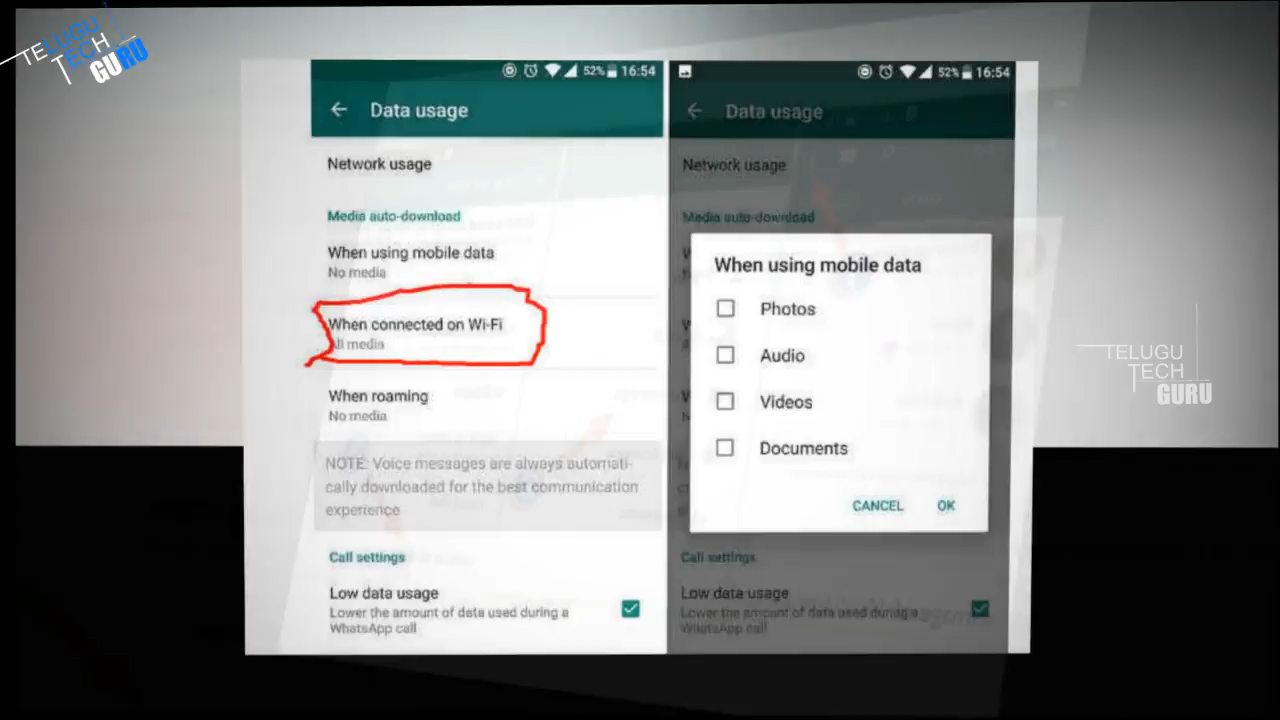 TELUGU
TECH
GURU
52% 16:54
Data usage
Network usage
Media auto-download
When using mobile data
No media
When connected on Wi-Fi
All media
When roaming
No media
NOTE: Voice messages are always automati-
cally downloaded for the best communication
experience
Call settings
Low data usage
Lower the amount of data used during a
WhatsApp call
52% 16:54
Data usage
Network usage
Media auto-download
When using mobile data
Photos
Audio
Videos
Documents
CANCEL OK
Call settings
Low data usage
Lower the amount of data used during a
WhatsApp call
TELUGU
TECH
GURU